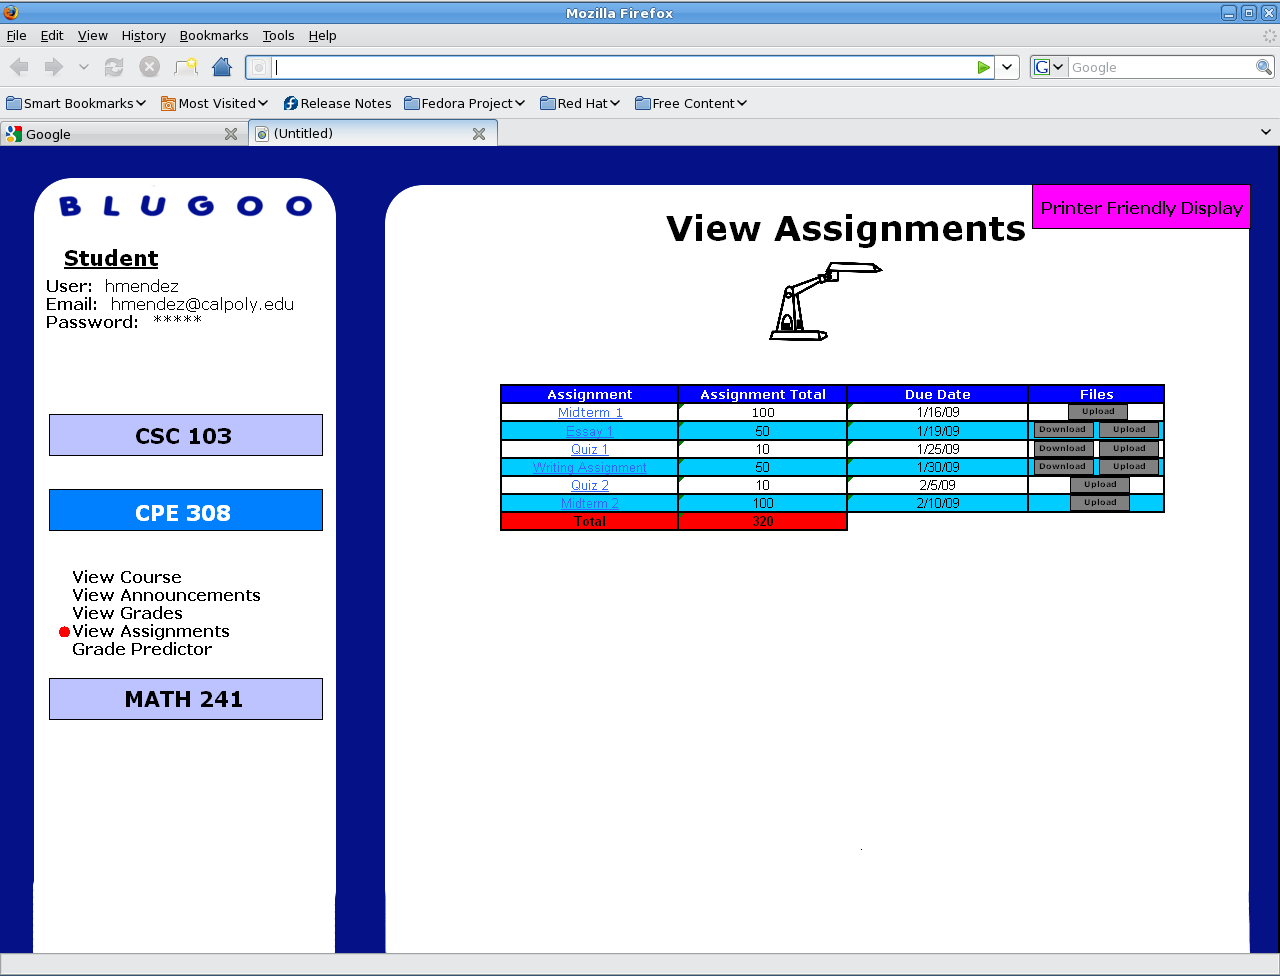 Mozilla Firefox
File Edit View History Bookmarks Tools Help
G Google
Smart Bookmarks Most Visited Release Notes Fedora Project Red Hat Free Content
Google (Untitled)
BLUGOO
Student
User: hmendez
Email: hmendez@calpoly.edu
Password: *****
CSC 103
CPE 308
View Course
View Announcements
View Grades
View Assignments
Grade Predictor
MATH 241
Printer Friendly Display
View Assignments
Assignment Assignment Total Due Date Files
Midterm 1 100 1/16/09 Upload
Essay 1 50 1/19/09 Download Upload
Quiz 1 10 1/25/09 Download Upload
Writing Assignment 50 1/30/09 Download Upload
Quiz 2 10 2/5/09 Upload
Midterm 2 100 2/10/09 Upload
Total 320